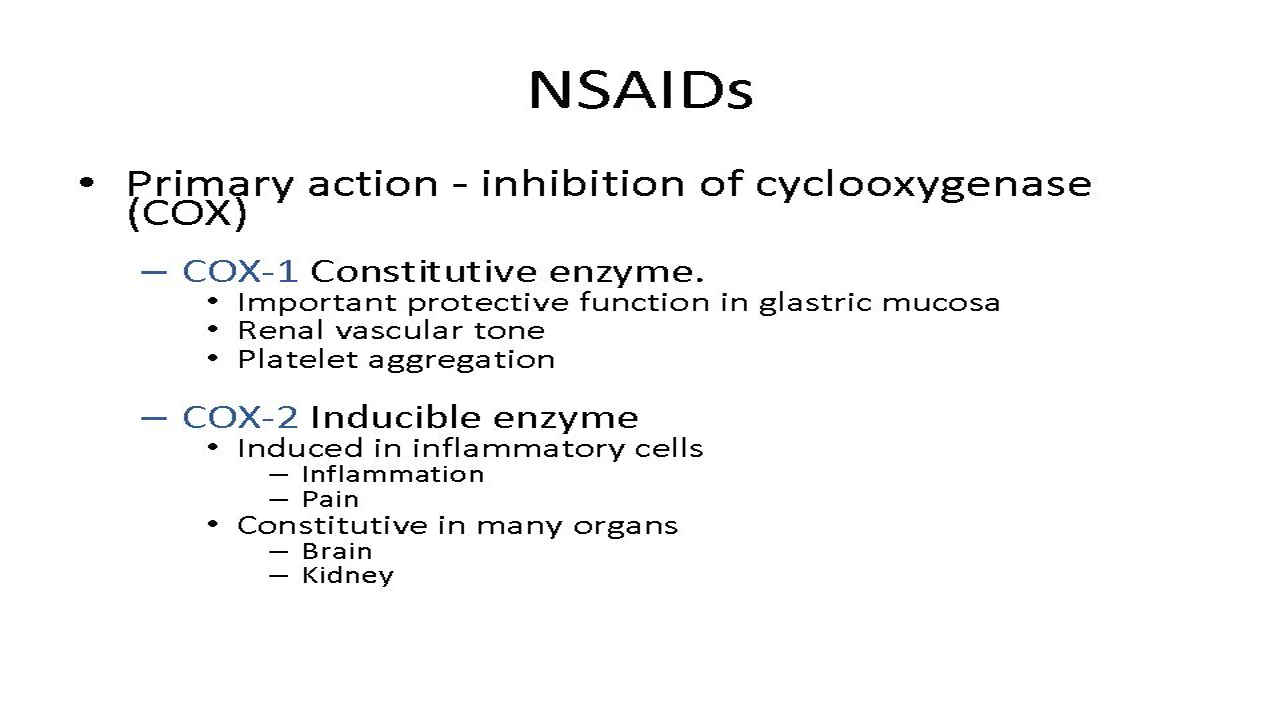 NSAIDs
• Primary action - inhibition of cyclooxygenase
(COX)
– COX-1 Constitutive enzyme.
• Important protective function in glastric mucosa
• Renal vascular tone
• Platelet aggregation
– COX-2 Inducible enzyme
• Induced in inflammatory cells
– Inflammation
– Pain
• Constitutive in many organs
– Brain
– Kidney